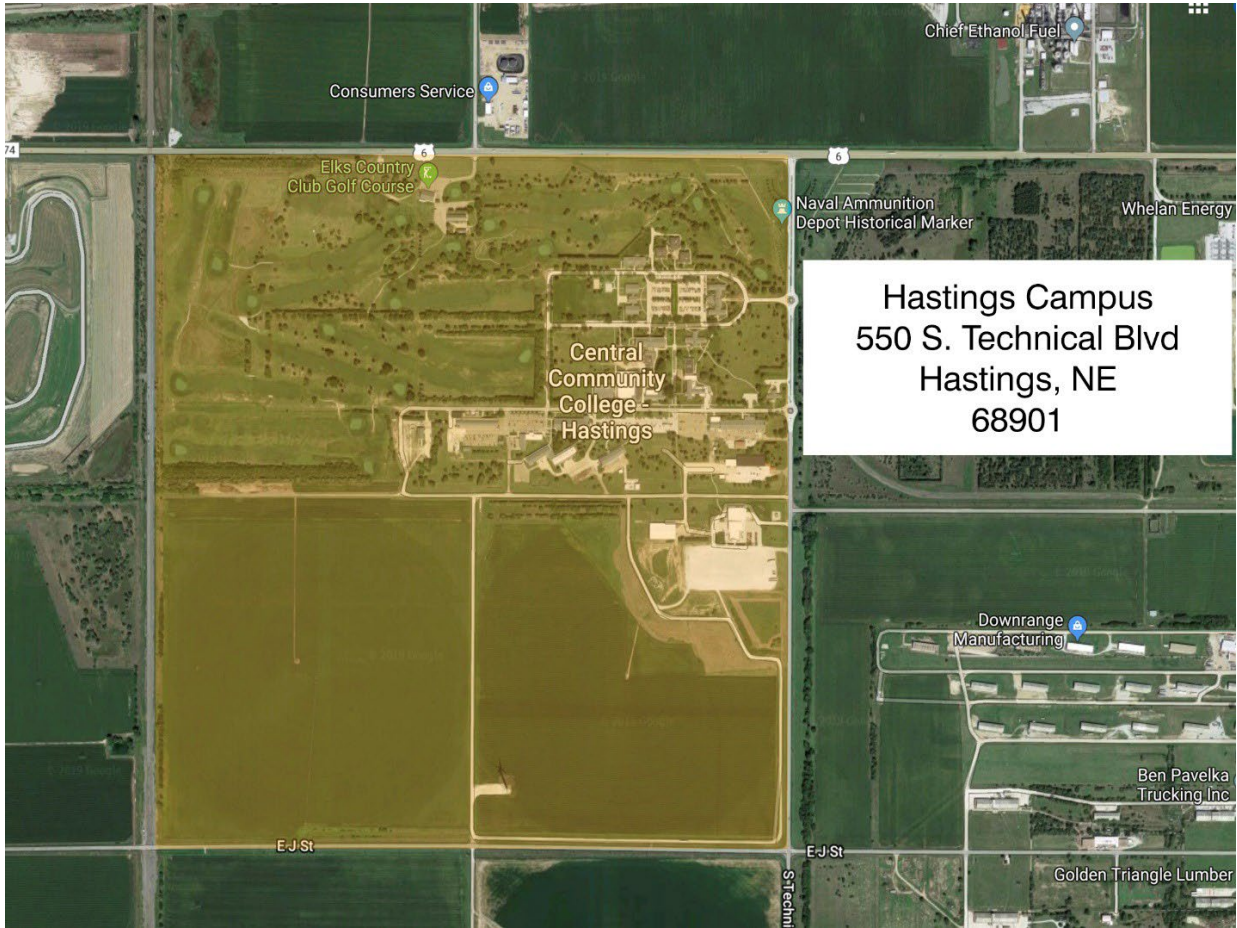 Chief Ethanol Fuel
Consumers Service
74
6
6
Elks Country
Club Golf Course
Naval Ammunition
Depot Historical Marker
Whelan Energy
Hastings Campus
550 S. Technical Blvd
Hastings, NE
68901
Central
Community
College -
Hastings
Downrange
Manufacturing
Ben Pavelka
Trucking Inc
E J St
E J St
Golden Triangle Lumber
S Techni